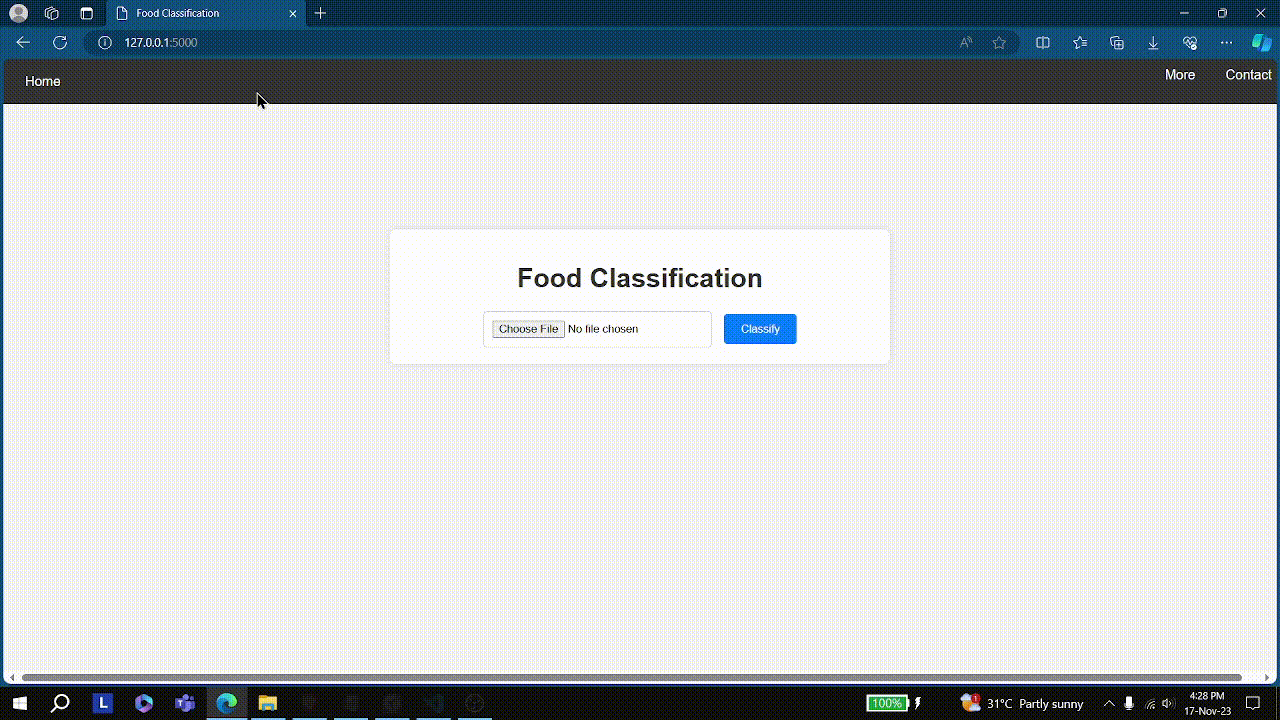 Food Classification
127.0.0.1:5000
Home
More
Contact
Food Classification
Choose File No file chosen
Classify
L
100%
1
31°C Partly sunny
4:28 PM
17-Nov-23